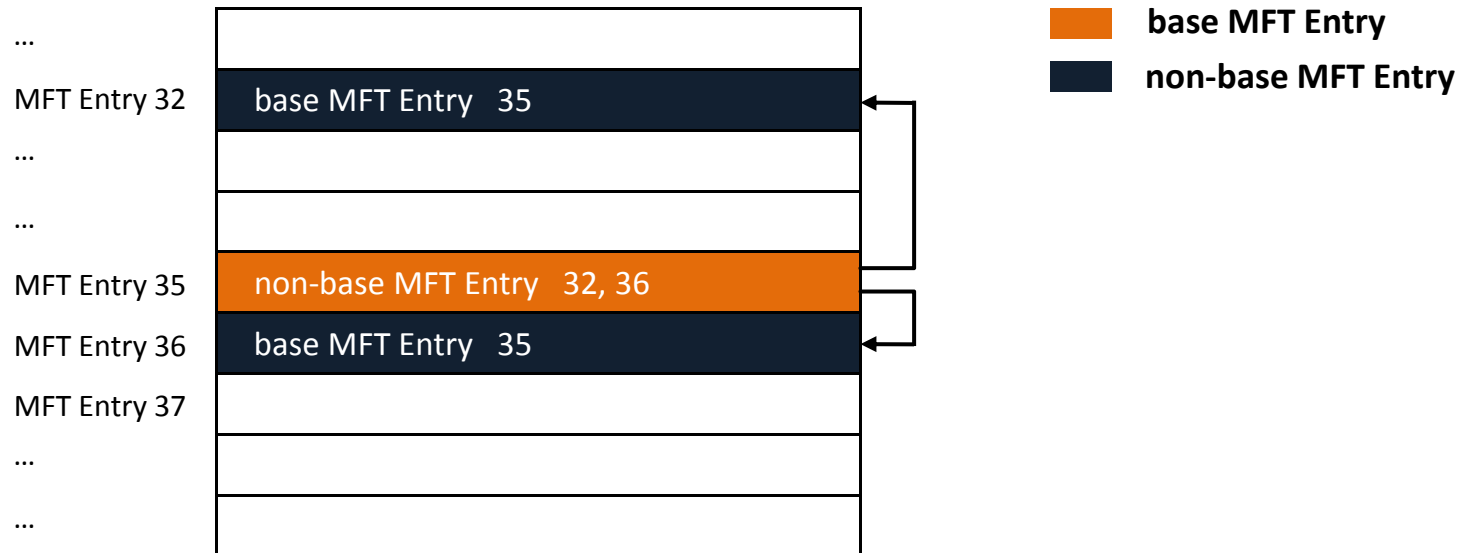 ...
MFT Entry 32 base MFT Entry 35
...
...
MFT Entry 35 non-base MFT Entry 32, 36
MFT Entry 36 base MFT Entry 35
MFT Entry 37
...
...
base MFT Entry
non-base MFT Entry